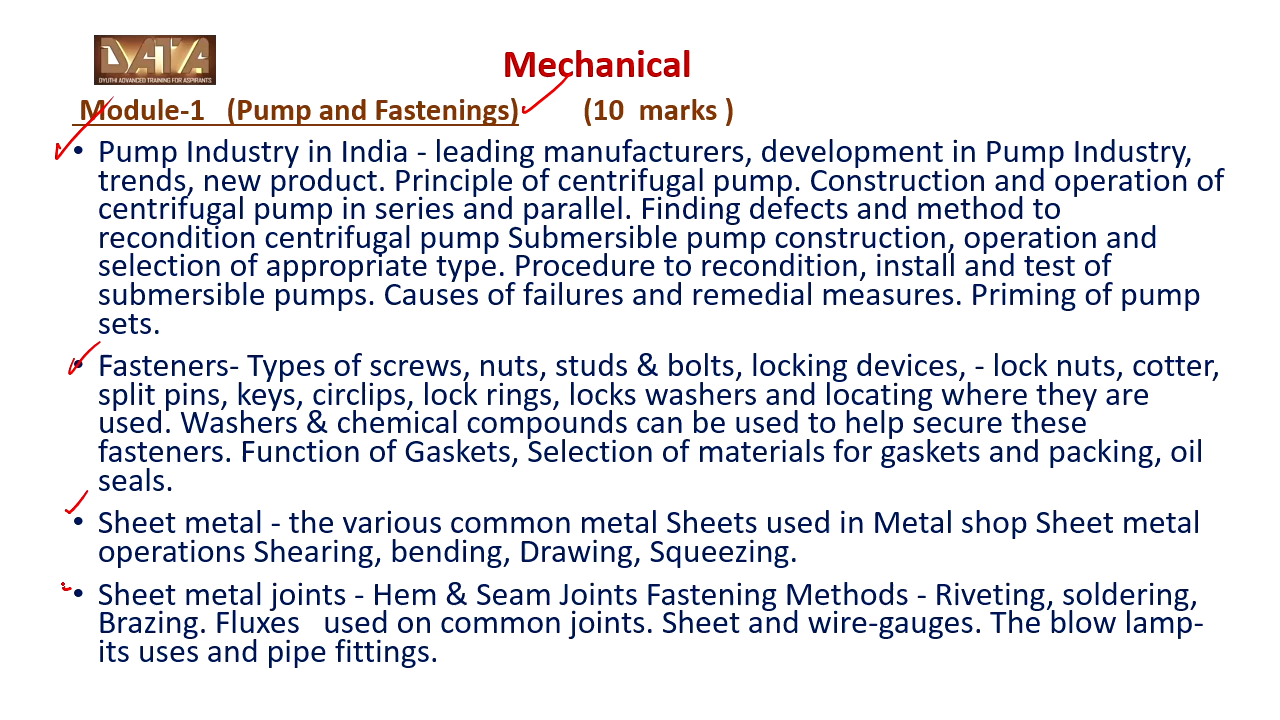 DATA
DYUTHI ADVANCED TRAINING FOR ASPIRANTS
Mechanical
Module-1 (Pump and Fastenings) (10 marks )
• Pump Industry in India - leading manufacturers, development in Pump Industry,
trends, new product. Principle of centrifugal pump. Construction and operation of
centrifugal pump in series and parallel. Finding defects and method to
recondition centrifugal pump Submersible pump construction, operation and
selection of appropriate type. Procedure to recondition, install and test of
submersible pumps. Causes of failures and remedial measures. Priming of pump
sets.
• Fasteners- Types of screws, nuts, studs & bolts, locking devices, - lock nuts, cotter,
split pins, keys, circlips, lock rings, locks washers and locating where they are
used. Washers & chemical compounds can be used to help secure these
fasteners. Function of Gaskets, Selection of materials for gaskets and packing, oil
seals.
• Sheet metal - the various common metal Sheets used in Metal shop Sheet metal
operations Shearing, bending, Drawing, Squeezing.
• Sheet metal joints - Hem & Seam Joints Fastening Methods - Riveting, soldering,
Brazing. Fluxes used on common joints. Sheet and wire-gauges. The blow lamp-
its uses and pipe fittings.